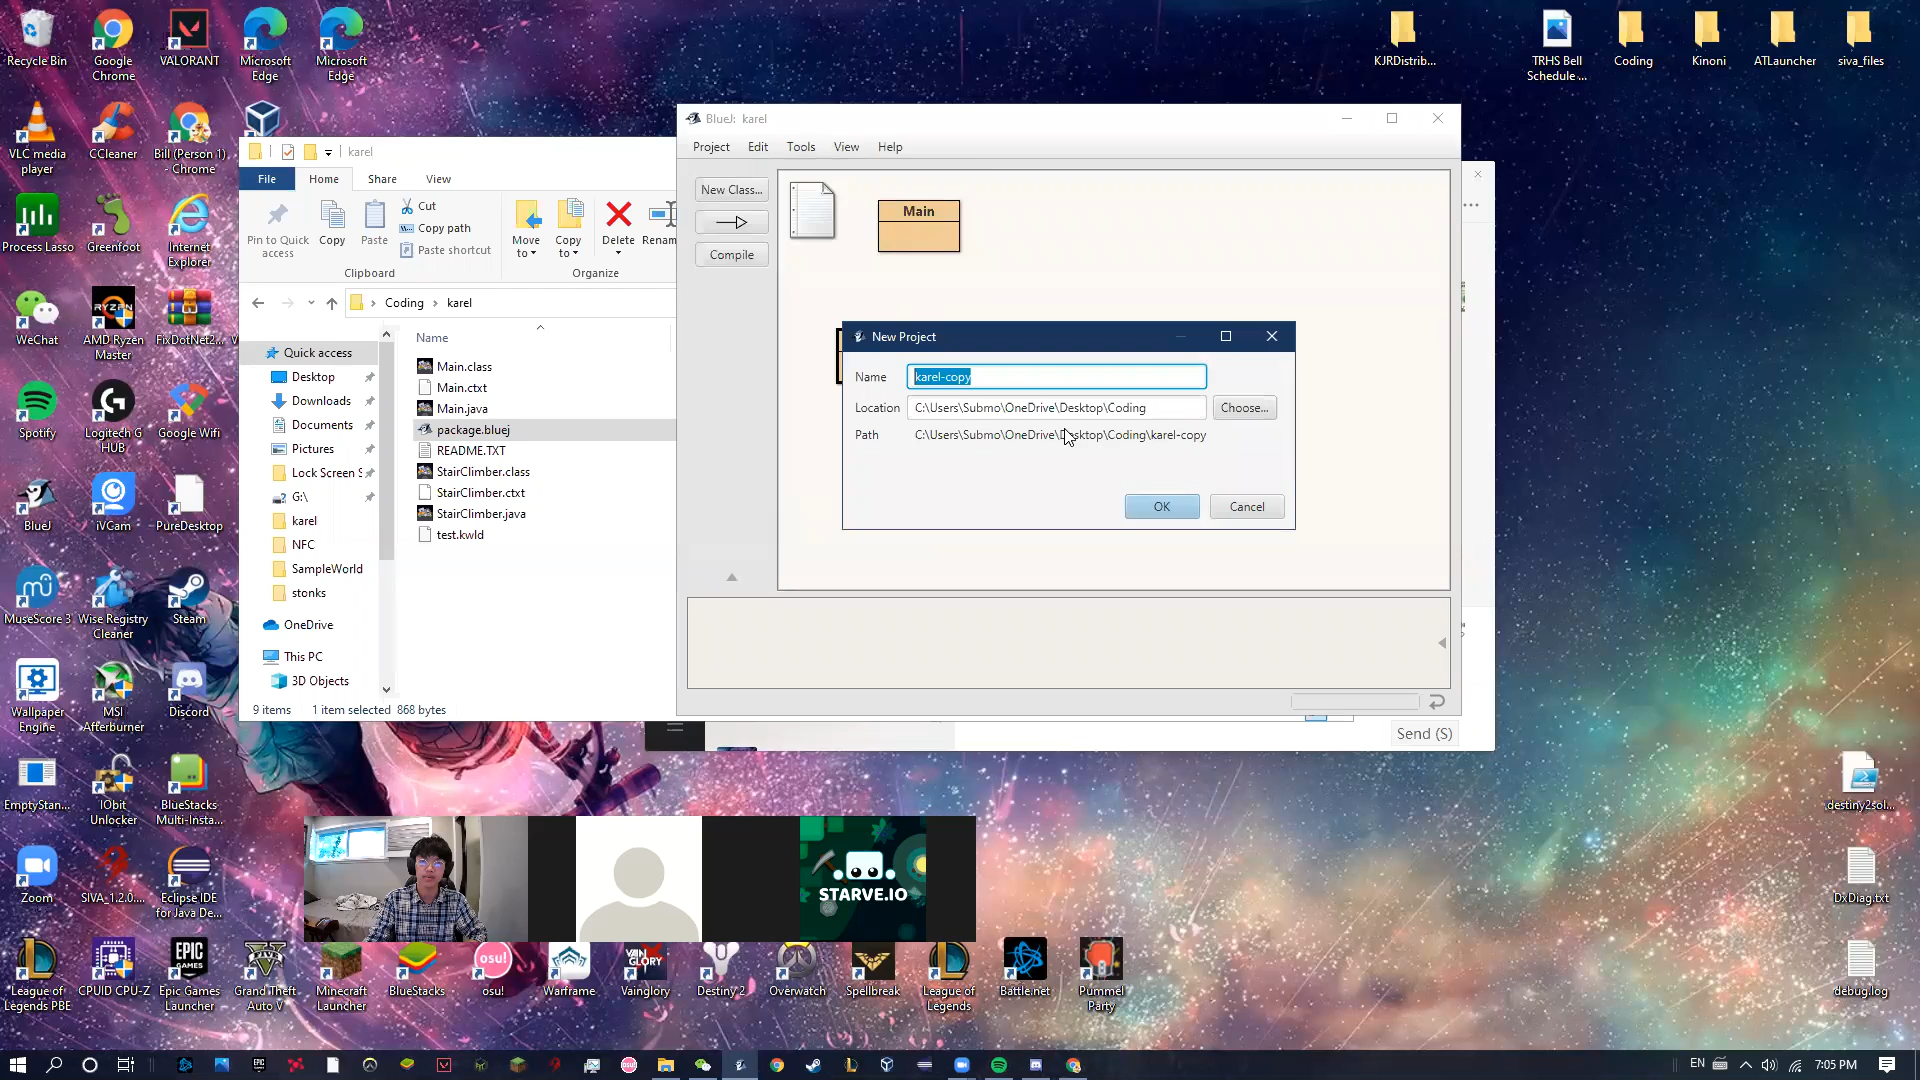 Recycle Bin
Google
Chrome
VALORANT
Microsoft
Edge
Microsoft
Edge
KJRDistrib...
TRHS Bell
Schedule ...
Coding
Kinoni
ATLauncher
siva_files
VLC media
player
CCleaner
Bill (Person 1)
- Chrome
Process Lasso
Greenfoot
Internet
Explorer
WeChat
AMD Ryzen
Master
FixDotNet2...
Spotify
Logitech G
HUB
Google Wifi
BlueJ
iVCam
PureDesktop
MuseScore 3
Wise Registry
Cleaner
Steam
Wallpaper
Engine
MSI
Afterburner
Discord
EmptyStan...
IObit
Unlocker
BlueStacks
Multi-Insta...
Zoom
SIVA_1.2.0....
Eclipse IDE
for Java De...
League of
Legends PBE
CPUID CPU-Z
Epic Games
Launcher
Grand Theft
Auto V
Minecraft
Launcher
BlueStacks
osu!
Warframe
Vainglory
Destiny 2
Overwatch
Spellbreak
League of
Legends
Battle.net
Pummel
Party
destiny2sol...
DxDiag.txt
debug.log
karel
File
Home
Share
View
Pin to Quick
access
Copy
Paste
Cut
Copy path
Paste shortcut
Clipboard
Move
to
Copy
to
Delete
Renam
Organize
Coding
karel
Quick access
Desktop
Downloads
Documents
Pictures
Lock Screen S
G:\
karel
NFC
SampleWorld
stonks
OneDrive
This PC
3D Objects
Name
Main.class
Main.ctxt
Main.java
package.bluej
README.TXT
StairClimber.class
StairClimber.ctxt
StairClimber.java
test.kwld
9 items
1 item selected 868 bytes
BlueJ: karel
Project
Edit
Tools
View
Help
New Class...
Compile
Main
New Project
Name
karel-copy
Location
C:\Users\Submo\OneDrive\Desktop\Coding
Choose...
Path
C:\Users\Submo\OneDrive\Desktop\Coding\karel-copy
OK
Cancel
Send (S)
STARVE.IO
EN
7:05 PM